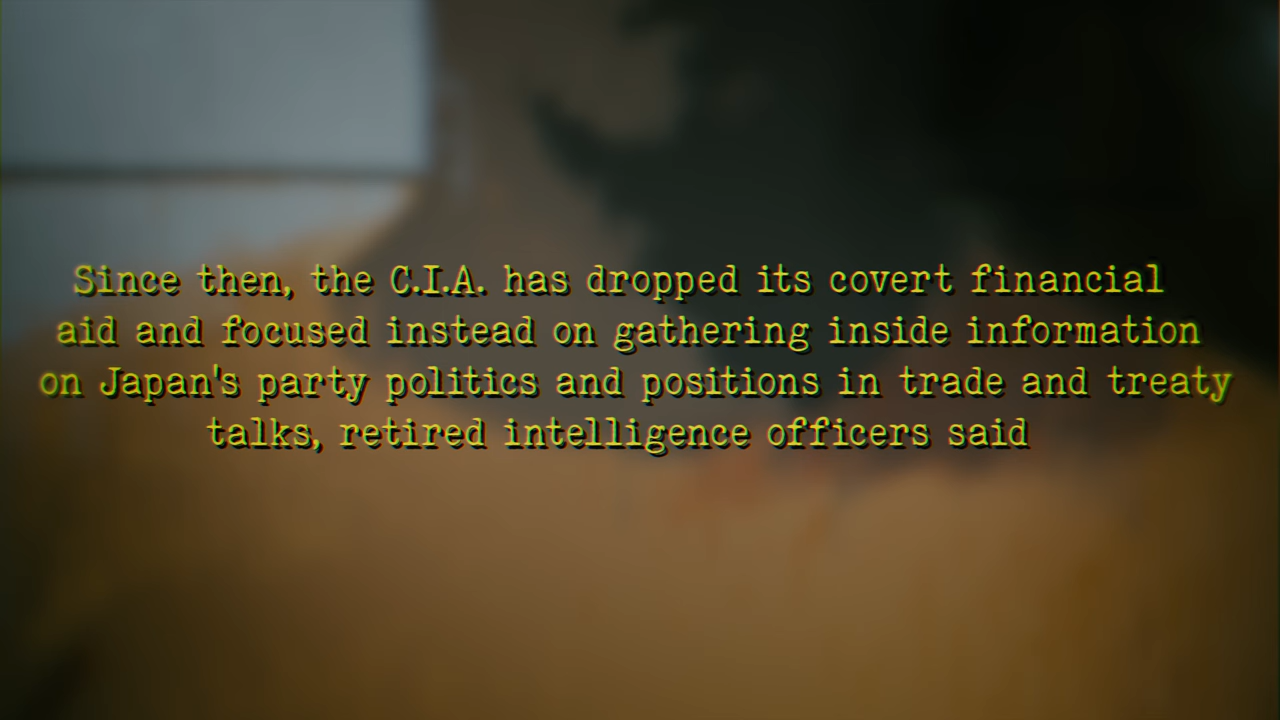 Since then, the C.I.A. has dropped its covert financial
aid and focused instead on gathering inside information
on Japan's party politics and positions in trade and treaty
talks, retired intelligence officers said